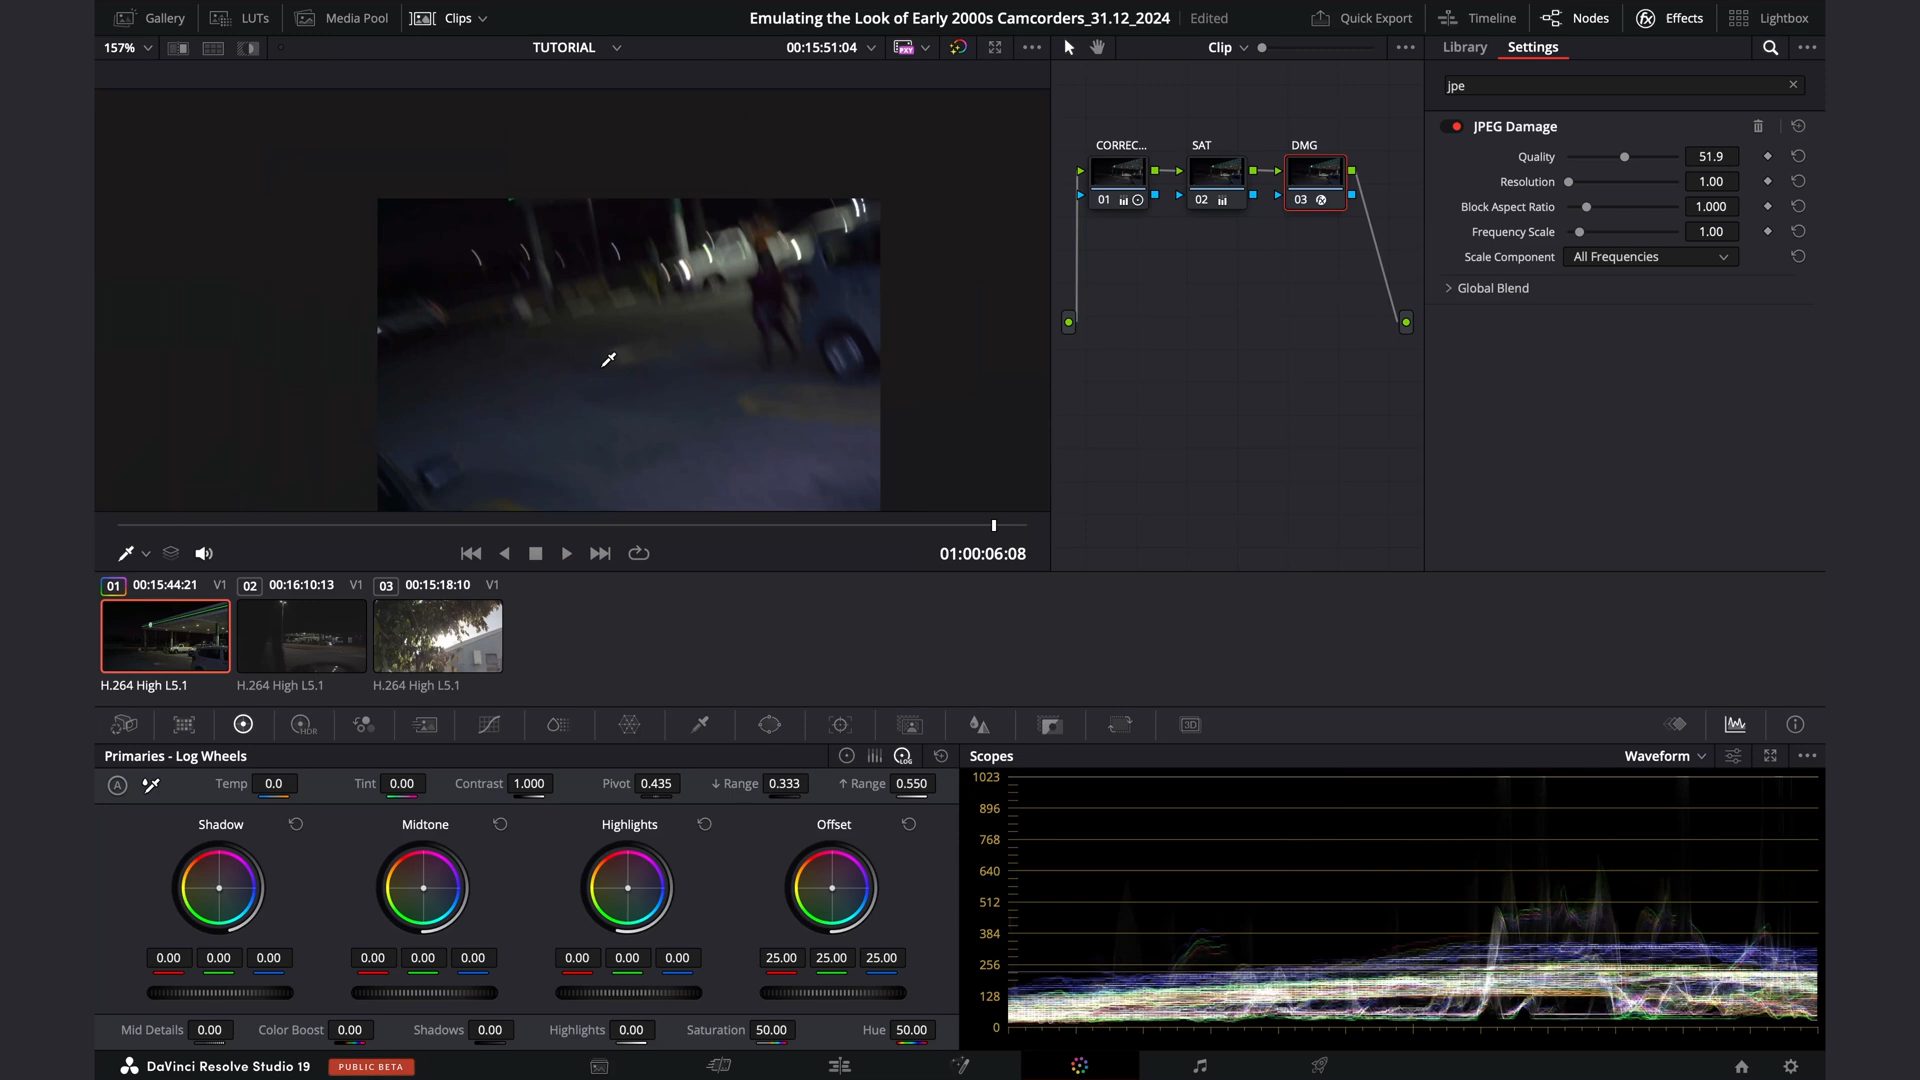 Gallery LUTs Media Pool Clips Emulating the Look of Early 2000s Camcorders_31.12_2024 Edited Quick Export Timeline Nodes Effects Lightbox
157% TUTORIAL 00:15:51:04 PXY Clip Library Settings
jpe
JPEG Damage
Quality 51.9
Resolution 1.00
Block Aspect Ratio 1.000
Frequency Scale 1.00
Scale Component All Frequencies
Global Blend
CORREC... SAT DMG
01 02 03
01:00:06:08
01 00:15:44:21 V1 02 00:16:10:13 V1 03 00:15:18:10 V1
H.264 High L5.1 H.264 High L5.1 H.264 High L5.1
HDR 3D
Primaries - Log Wheels LOG
Scopes Waveform
A Temp 0.0 Tint 0.00 Contrast 1.000 Pivot 0.435 ↓ Range 0.333 ↑ Range 0.550
Shadow Midtone Highlights Offset
0.00 0.00 0.00 0.00 0.00 0.00 0.00 0.00 0.00 25.00 25.00 25.00
Mid Details 0.00 Color Boost 0.00 Shadows 0.00 Highlights 0.00 Saturation 50.00 Hue 50.00
1023
896
768
640
512
384
256
128
0
DaVinci Resolve Studio 19 PUBLIC BETA